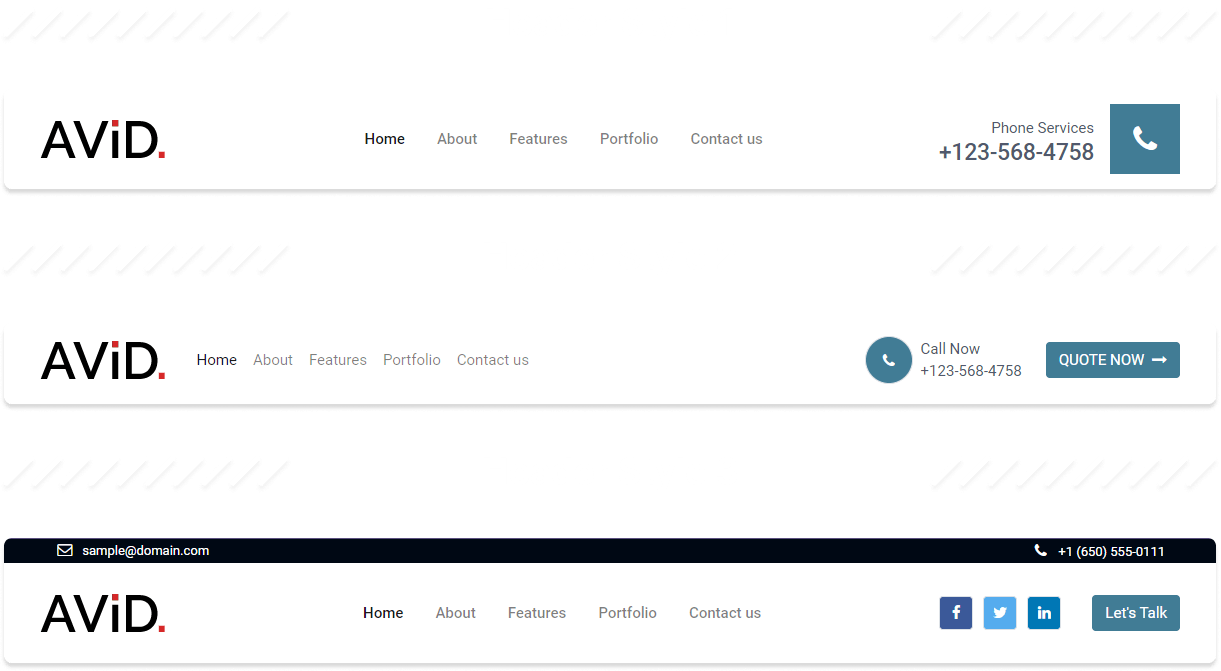 AViD.
Home About Features Portfolio Contact us
Phone Services
+123-568-4758
AViD.
Home About Features Portfolio Contact us
Call Now
+123-568-4758
QUOTE NOW
sample@domain.com
+1 (650) 555-0111
AViD.
Home About Features Portfolio Contact us
f
in
Let's Talk